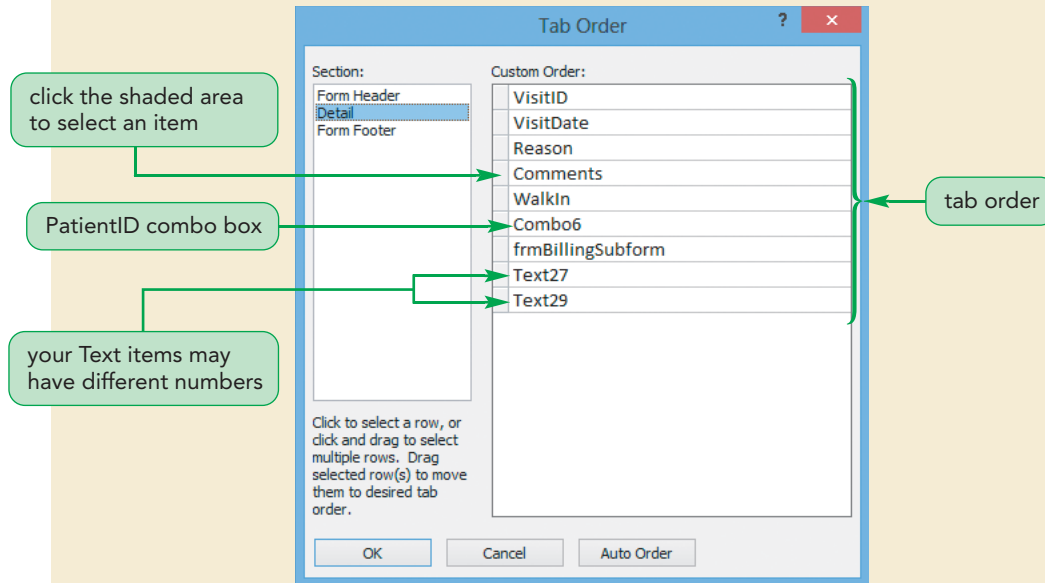 Tab Order
?
×
Section:
Form Header
Detail
Form Footer
Click to select a row, or
click and drag to select
multiple rows. Drag
selected row(s) to move
them to desired tab
order.
Custom Order:
VisitID
VisitDate
Reason
Comments
WalkIn
Combo6
frmBillingSubform
Text27
Text29
OK
Cancel
Auto Order
click the shaded area
to select an item
PatientID combo box
your Text items may
have different numbers
tab order